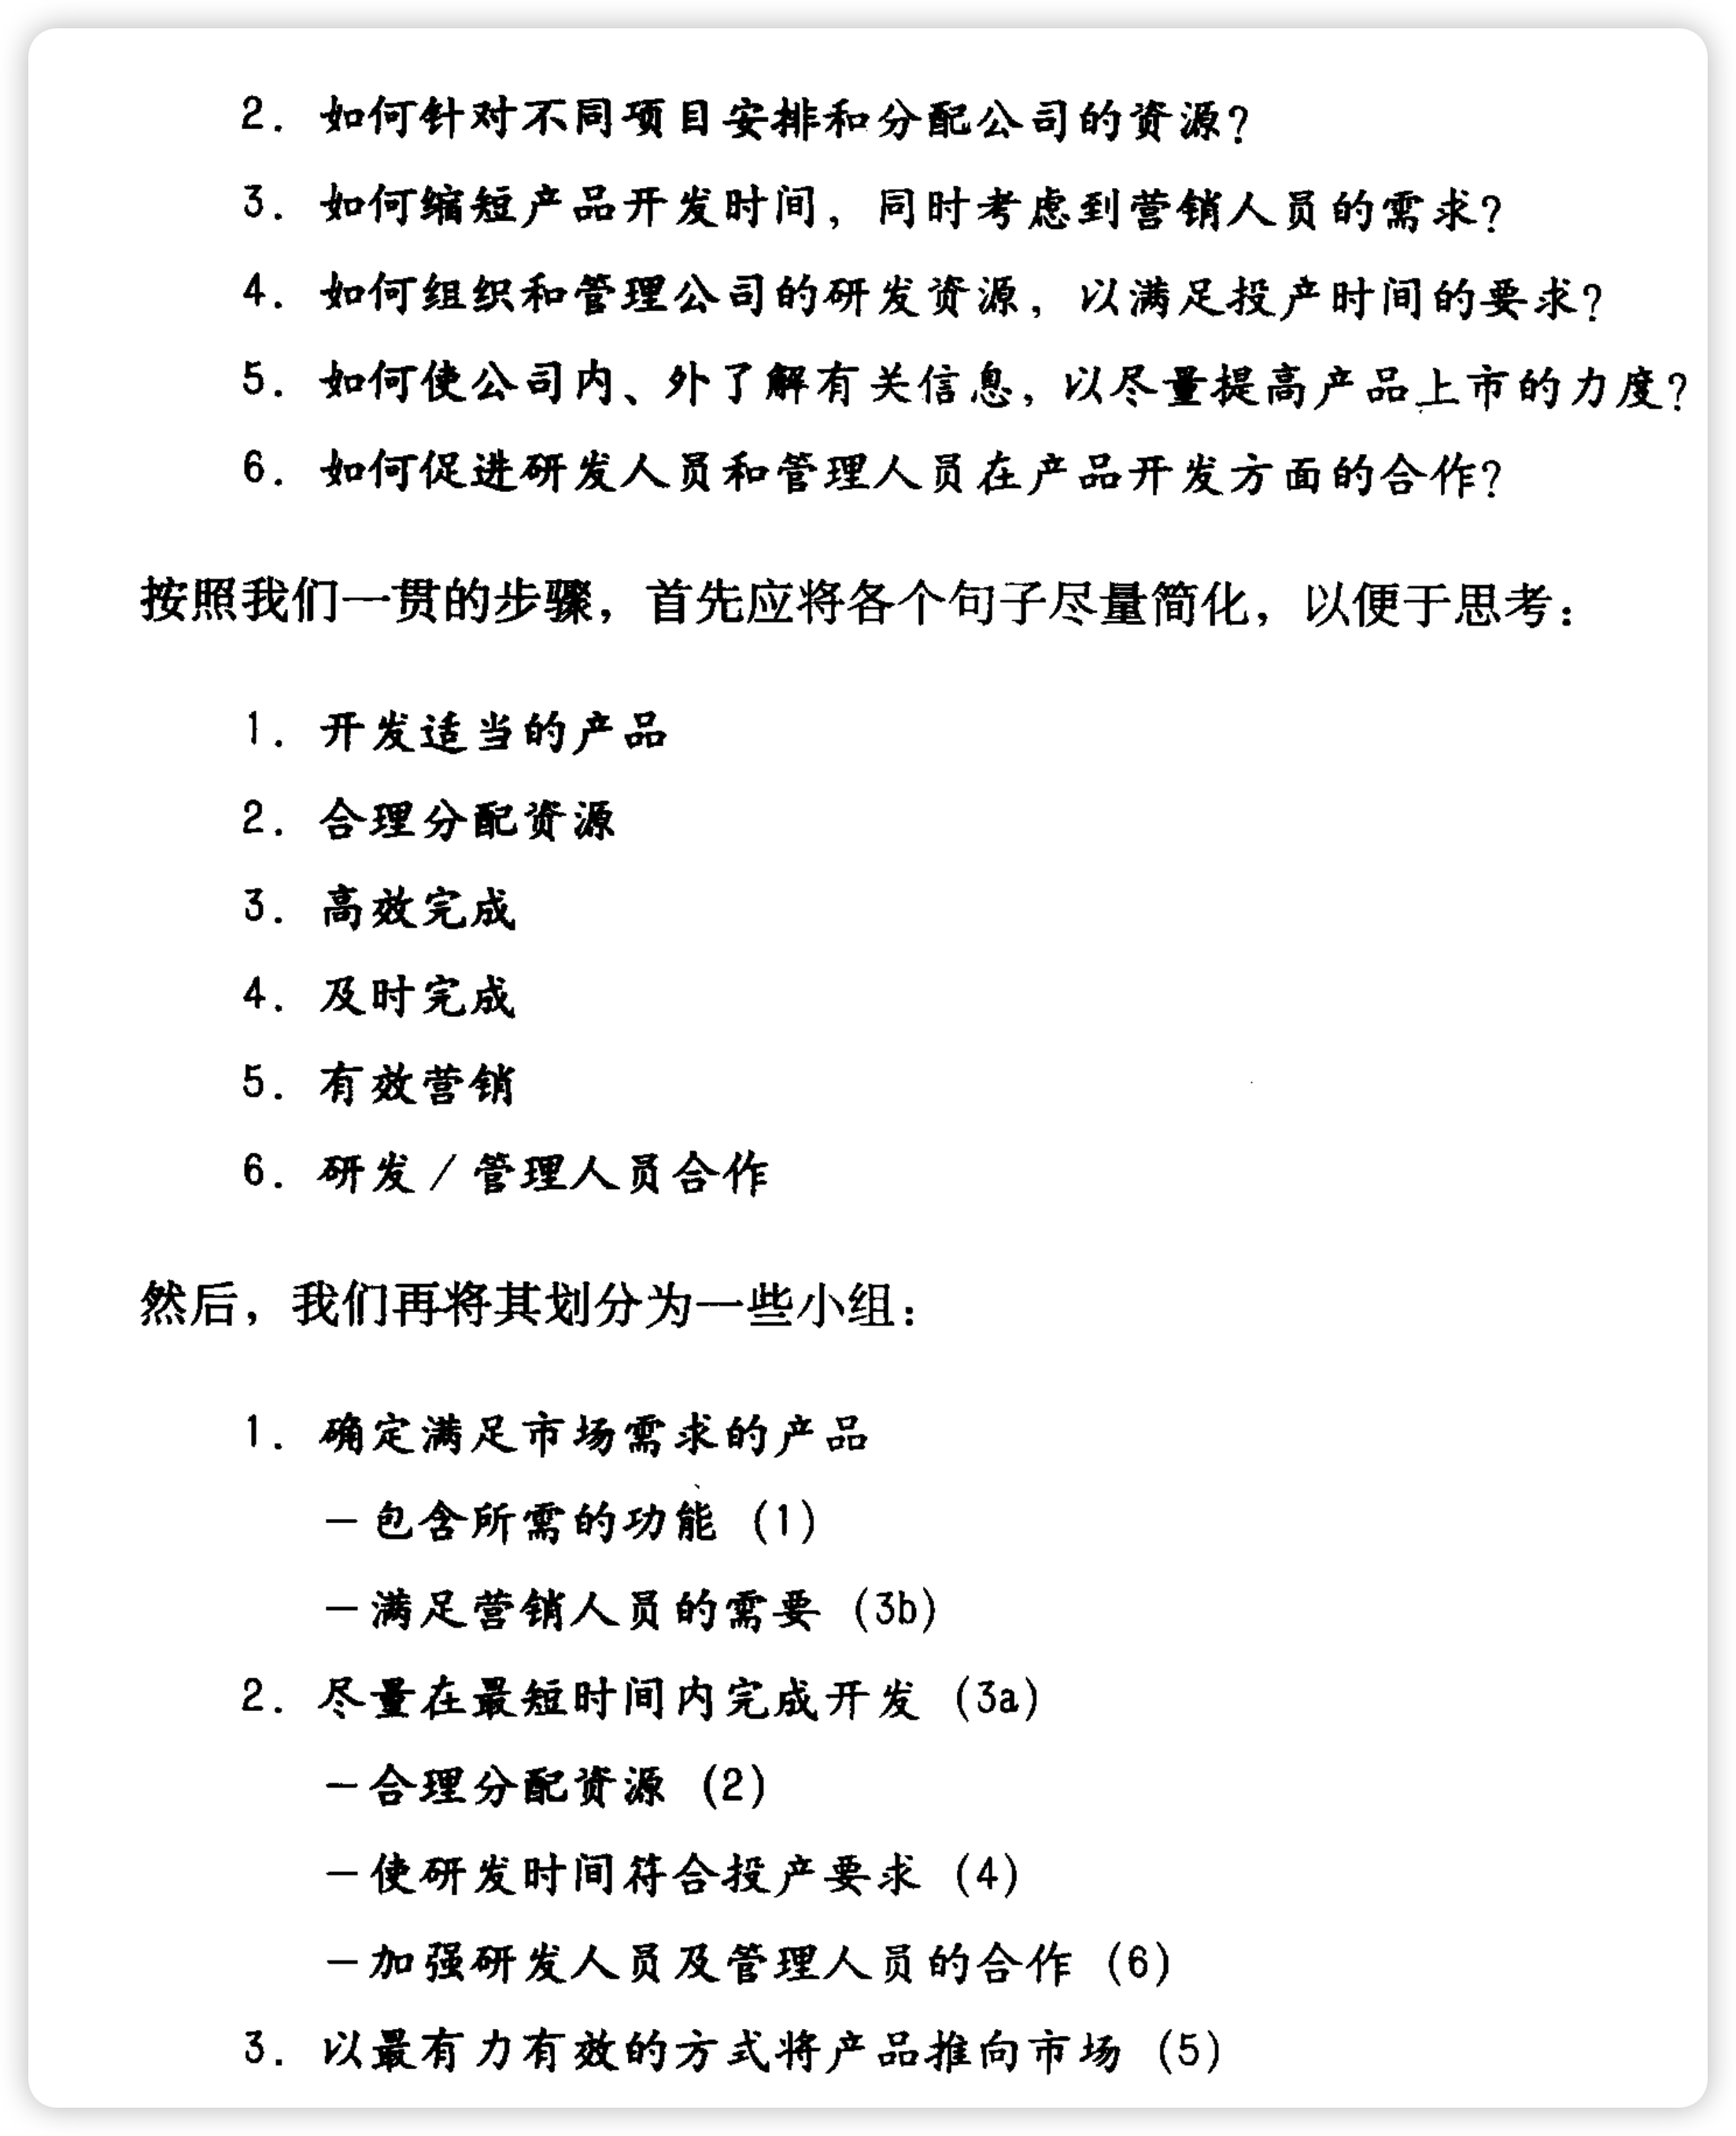 2. 如何针对不同项目安排和分配公司的资源?
3. 如何缩短产品开发时间，同时考虑到营销人员的需求?
4. 如何组织和管理公司的研发资源，以满足投产时间的要求?
5. 如何使公司内、外了解有关信息，以尽量提高产品上市的力度?
6. 如何促进研发人员和管理人员在产品开发方面的合作?
按照我们一贯的步骤，首先应将各个句子尽量简化，以便于思考：
1. 开发适当的产品
2. 合理分配资源
3. 高效完成
4. 及时完成
5. 有效营销
6. 研发／管理人员合作
然后，我们再将其划分为一些小组：
1. 确定满足市场需求的产品
－包含所需的功能（1）
－满足营销人员的需要（3b）
2. 尽量在最短时间内完成开发（3a）
－合理分配资源（2）
－使研发时间符合投产要求（4）
－加强研发人员及管理人员的合作（6）
3. 以最有力有效的方式将产品推向市场（5）